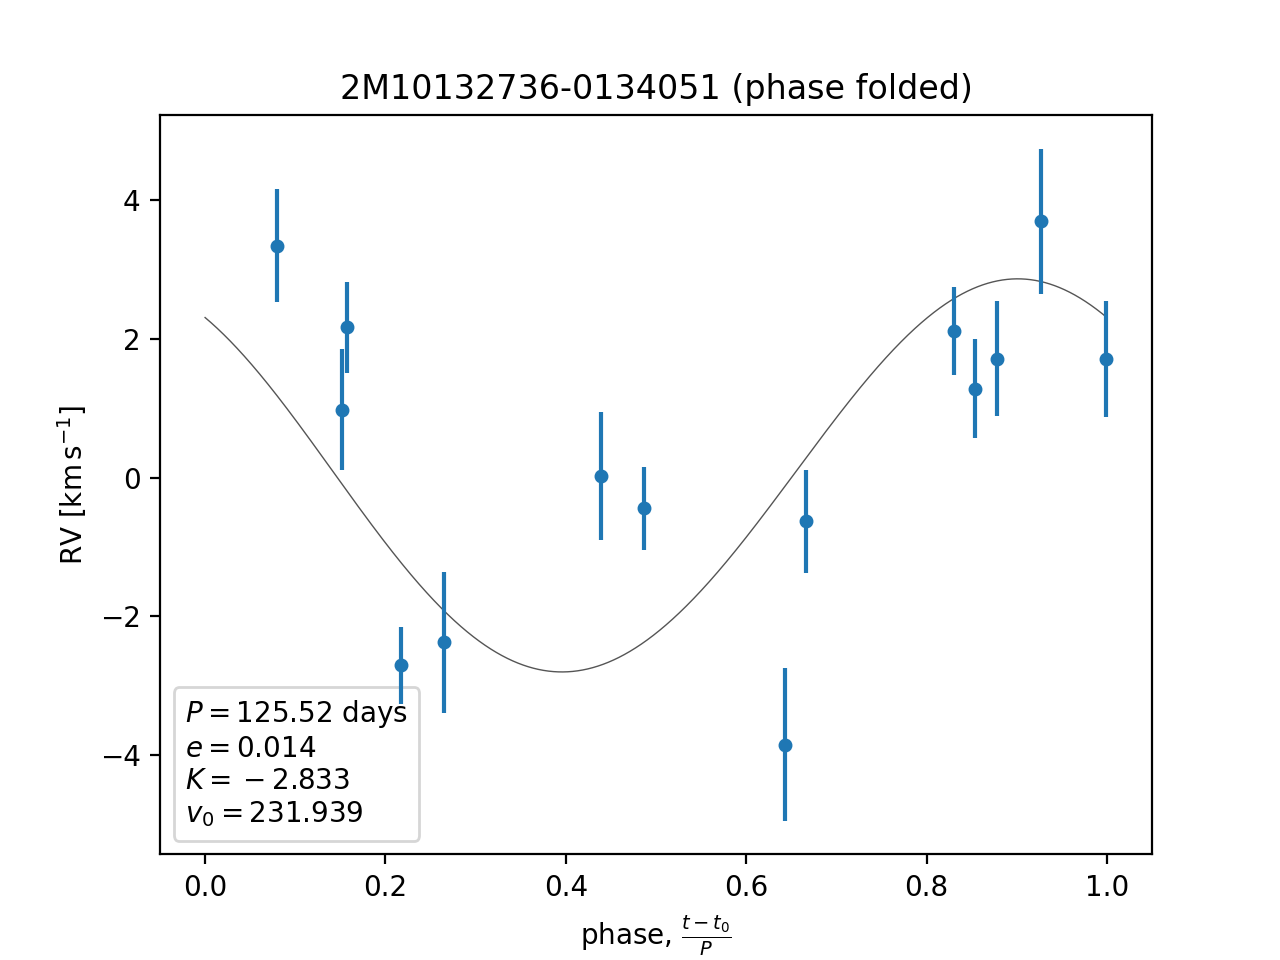 2M10132736-0134051 (phase folded)
RV [km s⁻¹]
4
2
0
−2
−4
P = 125.52 days
e = 0.014
K = −2.833
v₀ = 231.939
0.0 0.2 0.4 0.6 0.8 1.0
phase, (t − t₀)/P